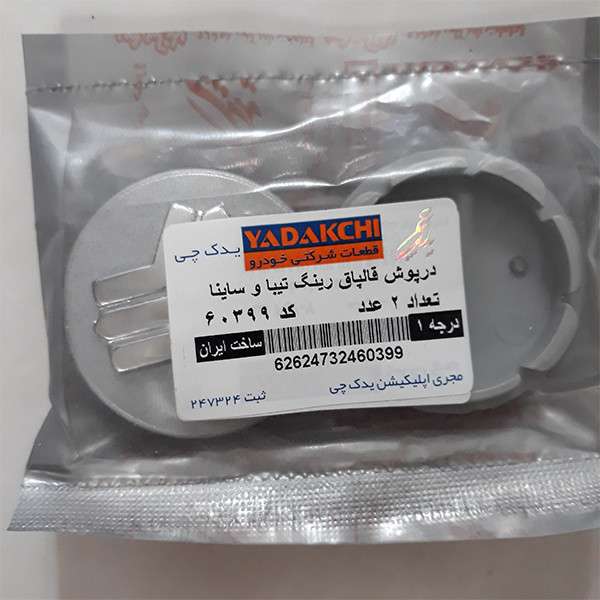 YADAKCHI یدک چی
قطعات شرکتی خودرو
درپوش قالپاق رینگ تیبا و ساینا
تعداد ۲ عدد کد ۶۰۳۹۹
درجه ۱ ساخت ایران
62624732460399
مجری اپلیکیشن یدک چی ثبت ۲۴۷۳۲۴